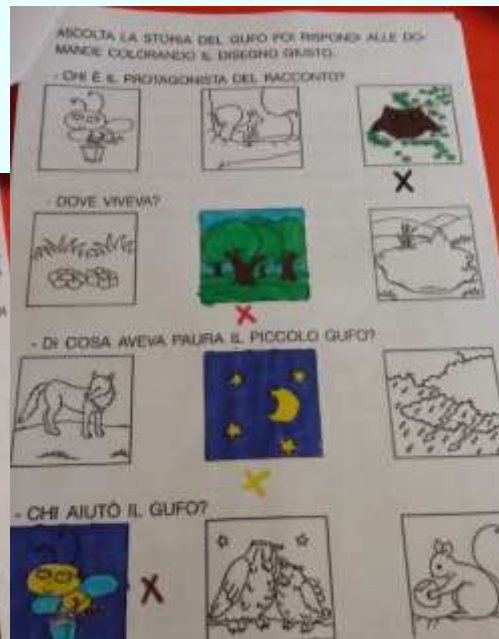 ASCOLTA LA STORIA DEL GUFO POI RISPONDI ALLE DO-
MANDE COLORANDO IL DISEGNO GIUSTO.
- CHI È IL PROTAGONISTA DEL RACCONTO?
- DOVE VIVEVA?
- DI COSA AVEVA PAURA IL PICCOLO GUFO?
- CHI AIUTÒ IL GUFO?